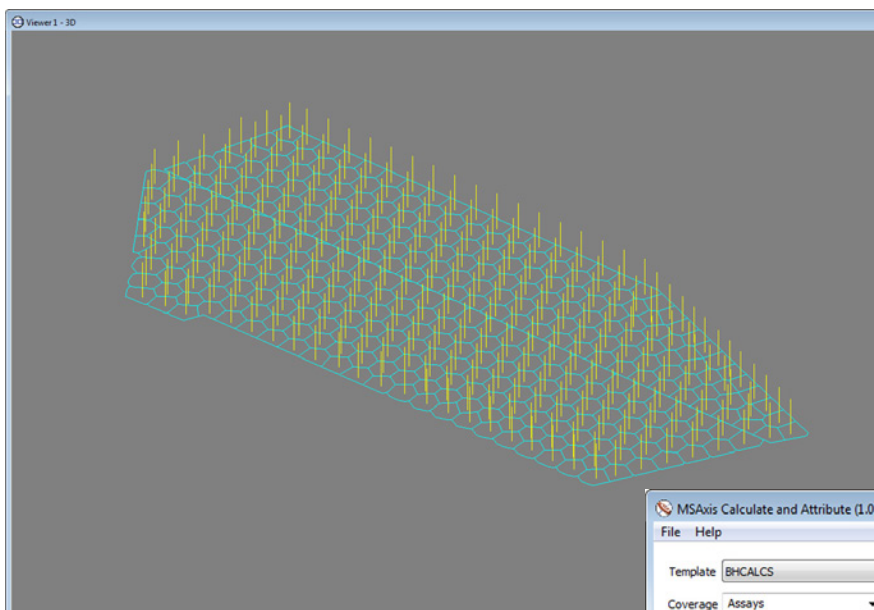 Viewer 1 - 3D
MSAxis Calculate and Attribute (1.0
File Help
Template BHCALCS
Coverage Assays